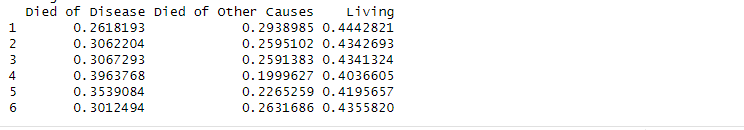 Died of Disease Died of Other Causes Living
1 0.2618193 0.2938985 0.4442821
2 0.3062204 0.2595102 0.4342693
3 0.3067293 0.2591383 0.4341324
4 0.3963768 0.1999627 0.4036605
5 0.3539084 0.2265259 0.4195657
6 0.3012494 0.2631686 0.4355820